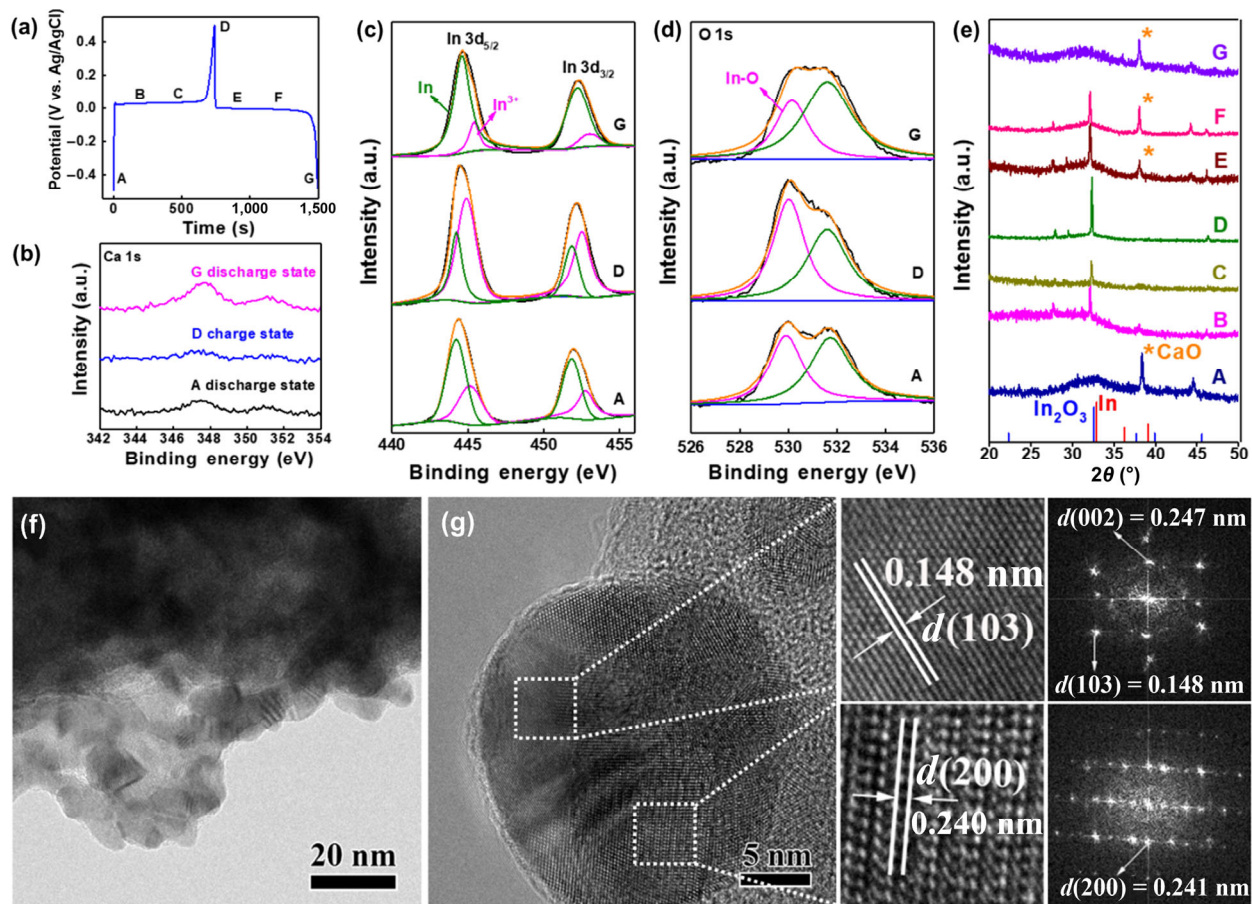 (a)
Potential (V vs. Ag/AgCl)
0.4
0.2
0.0
−0.2
−0.4
A
B
C
D
E
F
G
0
500
1,000
1,500
Time (s)
(b)
Ca 1s
G discharge state
D charge state
A discharge state
Intensity (a.u.)
342 344 346 348 350 352 354
Binding energy (eV)
(c)
In 3d5/2
In 3d3/2
In
In3+
G
D
A
Intensity (a.u.)
440 445 450 455
Binding energy (eV)
(d)
O 1s
In-O
G
D
A
Intensity (a.u.)
526 528 530 532 534 536
Binding energy (eV)
(e)
*
G
*
F
*
E
D
C
B
*CaO
A
In2O3
In
Intensity (a.u.)
20 25 30 35 40 45 50
2θ (°)
(f)
20 nm
(g)
5 nm
0.148 nm
d(103)
d(002) = 0.247 nm
d(103) = 0.148 nm
d(200)
0.240 nm
d(200) = 0.241 nm